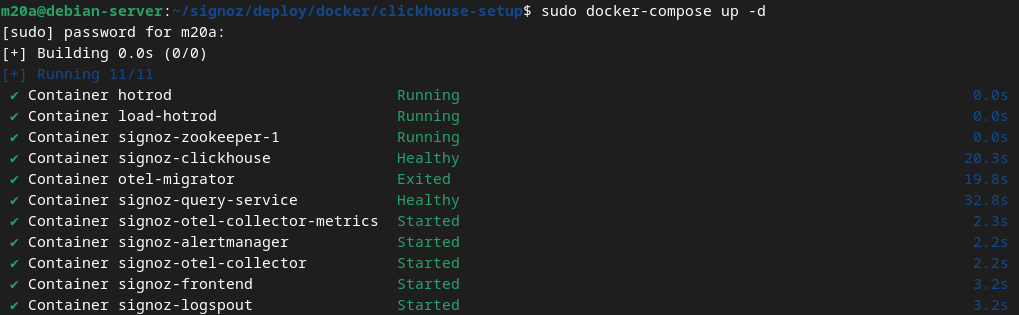 m20a@debian-server:~/signoz/deploy/docker/clickhouse-setup$ sudo docker-compose up -d
[sudo] password for m20a:
[+] Building 0.0s (0/0)
[+] Running 11/11
✔ Container hotrod Running 0.0s
✔ Container load-hotrod Running 0.0s
✔ Container signoz-zookeeper-1 Running 0.0s
✔ Container signoz-clickhouse Healthy 20.3s
✔ Container otel-migrator Exited 19.8s
✔ Container signoz-query-service Healthy 32.8s
✔ Container signoz-otel-collector-metrics Started 2.3s
✔ Container signoz-alertmanager Started 2.2s
✔ Container signoz-otel-collector Started 2.2s
✔ Container signoz-frontend Started 3.2s
✔ Container signoz-logspout Started 3.2s